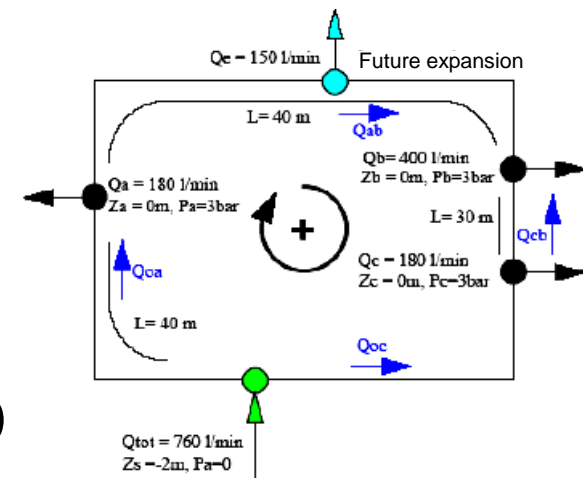 Qe = 150 l/min
Future expansion
L= 40 m
Qab
Qa = 180 l/min
Za = 0m, Pa=3bar
Qb= 400 l/min
Zb = 0m, Pb=3bar
L= 30 m
Qcb
Qc = 180 l/min
Zc = 0m, Pc=3bar
Qoa
L= 40 m
Qoc
Qtot = 760 l/min
Zs =-2m, Pa=0
)